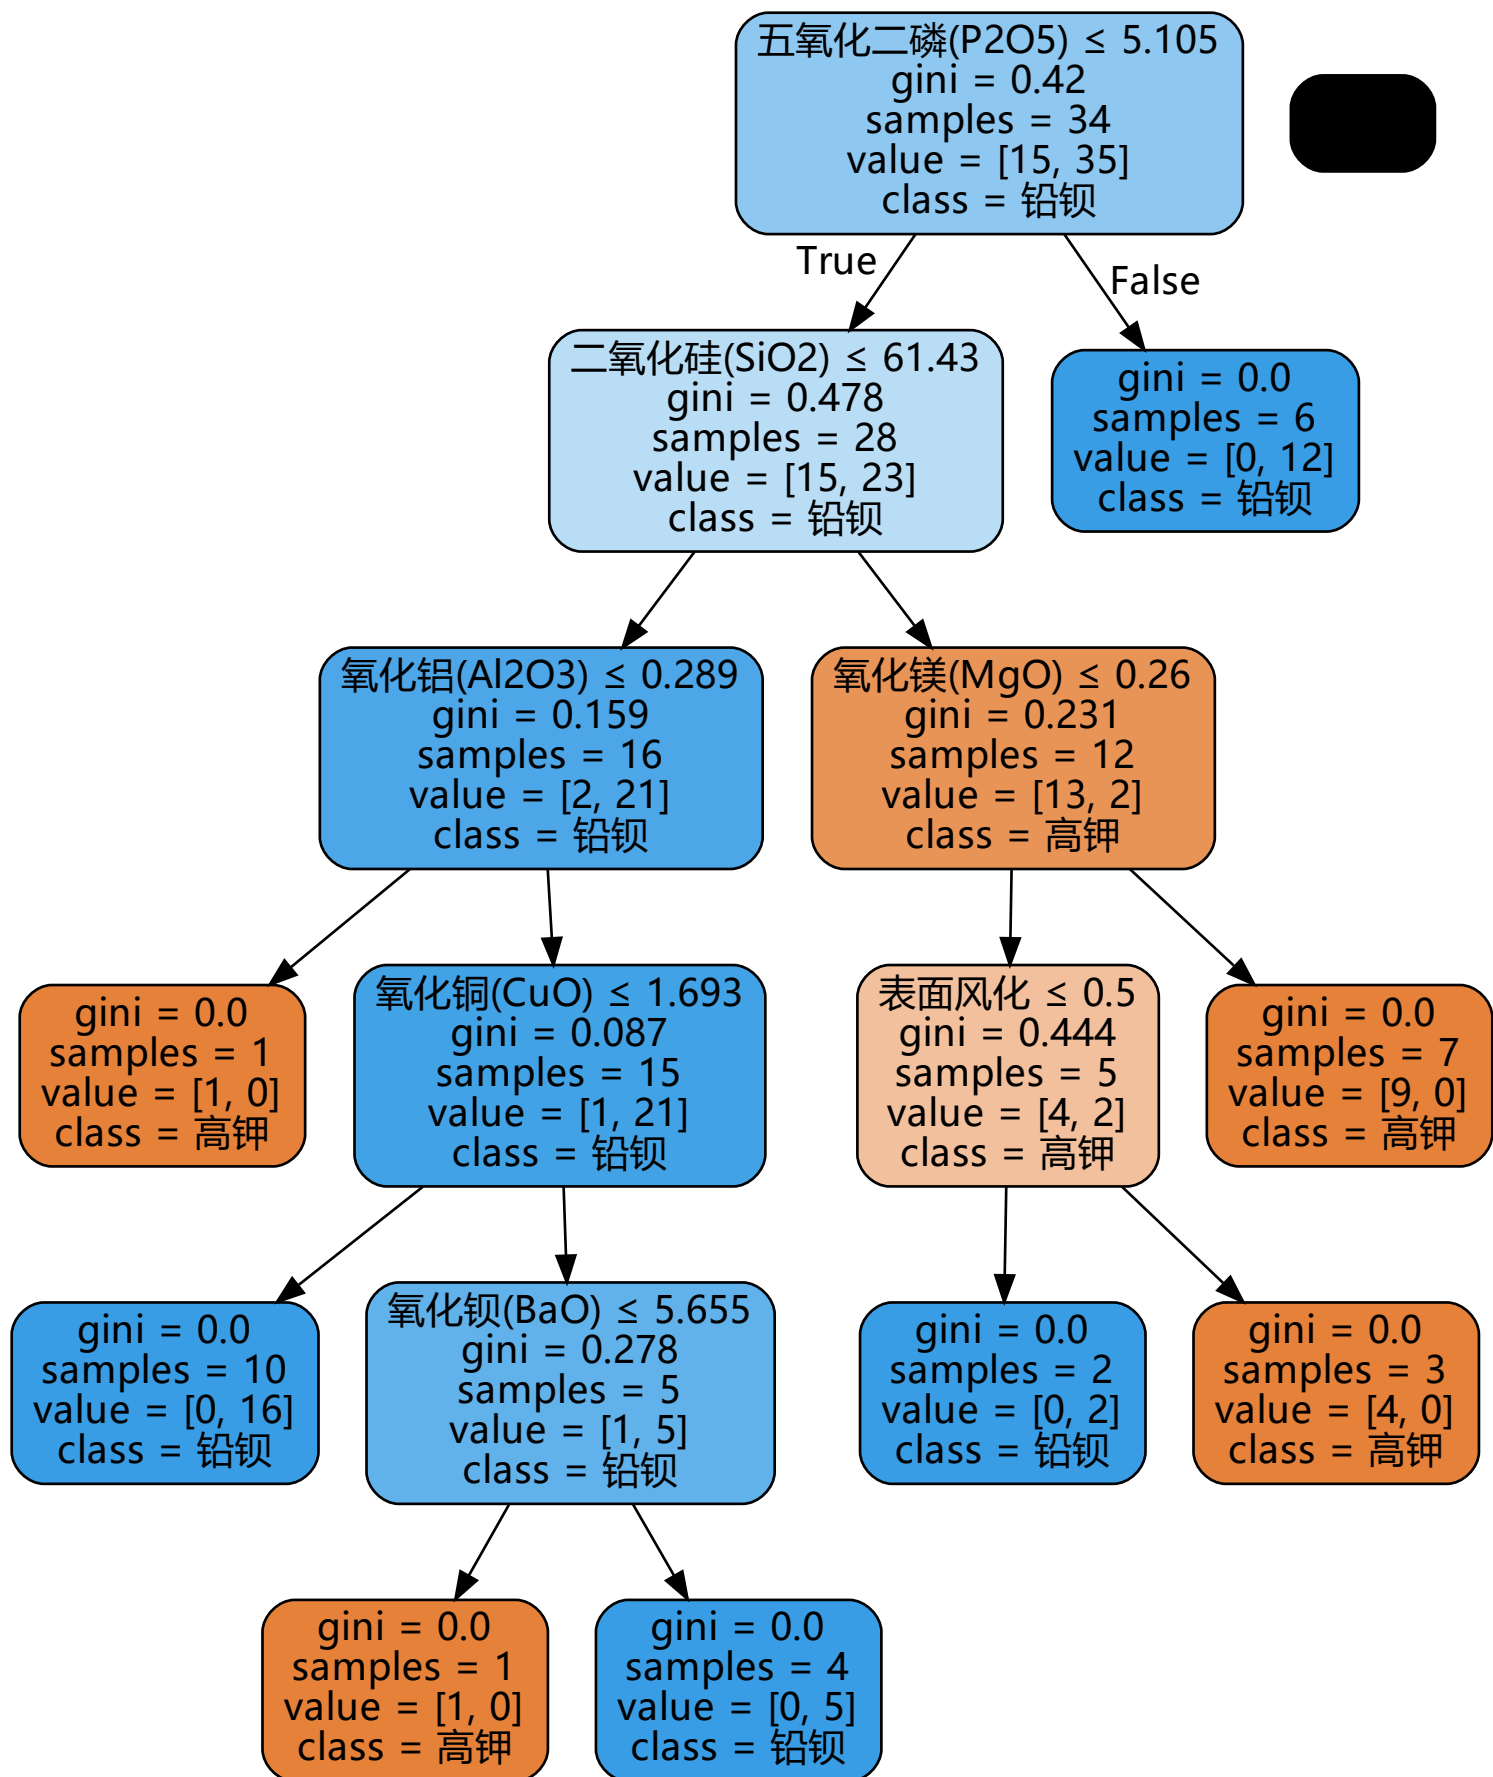 五氧化二磷(P2O5) ≤ 5.105
gini = 0.42
samples = 34
value = [15, 35]
class = 铅钡
True
False
二氧化硅(SiO2) ≤ 61.43
gini = 0.478
samples = 28
value = [15, 23]
class = 铅钡
gini = 0.0
samples = 6
value = [0, 12]
class = 铅钡
氧化铝(Al2O3) ≤ 0.289
gini = 0.159
samples = 16
value = [2, 21]
class = 铅钡
氧化镁(MgO) ≤ 0.26
gini = 0.231
samples = 12
value = [13, 2]
class = 高钾
gini = 0.0
samples = 1
value = [1, 0]
class = 高钾
氧化铜(CuO) ≤ 1.693
gini = 0.087
samples = 15
value = [1, 21]
class = 铅钡
表面风化 ≤ 0.5
gini = 0.444
samples = 5
value = [4, 2]
class = 高钾
gini = 0.0
samples = 7
value = [9, 0]
class = 高钾
gini = 0.0
samples = 10
value = [0, 16]
class = 铅钡
氧化钡(BaO) ≤ 5.655
gini = 0.278
samples = 5
value = [1, 5]
class = 铅钡
gini = 0.0
samples = 2
value = [0, 2]
class = 铅钡
gini = 0.0
samples = 3
value = [4, 0]
class = 高钾
gini = 0.0
samples = 1
value = [1, 0]
class = 高钾
gini = 0.0
samples = 4
value = [0, 5]
class = 铅钡